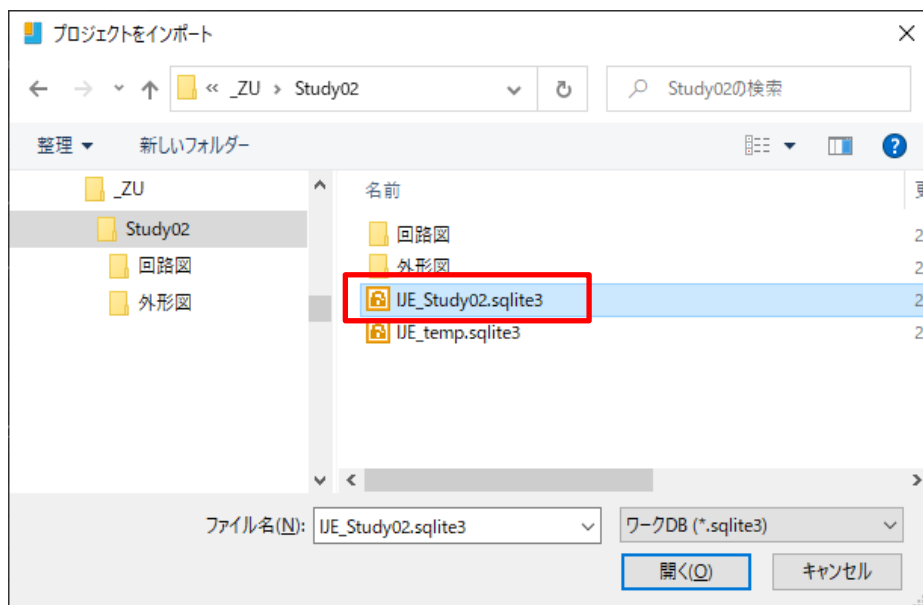 プロジェクトをインポート
« _ZU › Study02
Study02の検索
整理
新しいフォルダー
_ZU
Study02
回路図
外形図
名前
回路図
外形図
IJE_Study02.sqlite3
IJE_temp.sqlite3
ファイル名(N):
IJE_Study02.sqlite3
ワークDB (*.sqlite3)
開く(O)
キャンセル